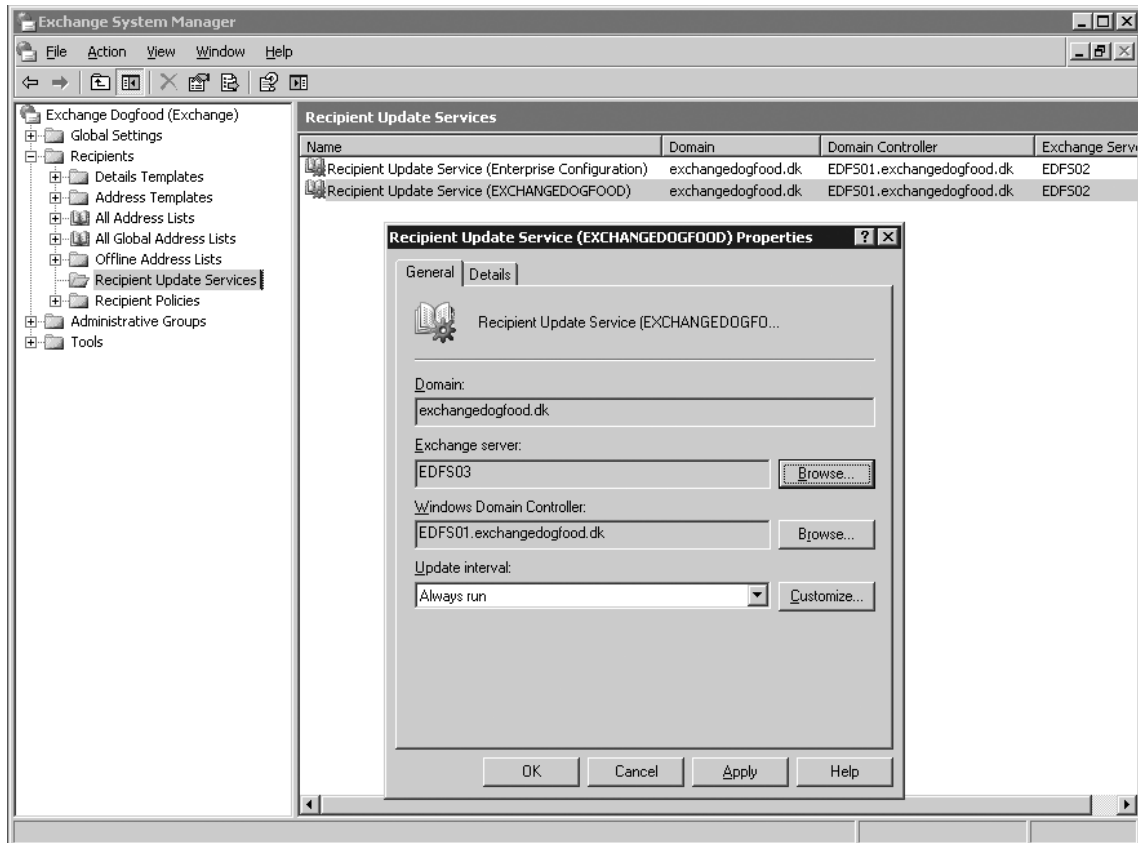 Exchange System Manager
File Action View Window Help
Exchange Dogfood (Exchange)
Global Settings
Recipients
Details Templates
Address Templates
All Address Lists
All Global Address Lists
Offline Address Lists
Recipient Update Services
Recipient Policies
Administrative Groups
Tools
Recipient Update Services
Name Domain Domain Controller Exchange Serv
Recipient Update Service (Enterprise Configuration) exchangedogfood.dk EDFS01.exchangedogfood.dk EDFS02
Recipient Update Service (EXCHANGEDOGFOOD) exchangedogfood.dk EDFS01.exchangedogfood.dk EDFS02
Recipient Update Service (EXCHANGEDOGFOOD) Properties
General Details
Recipient Update Service (EXCHANGEDOGFO...
Domain:
exchangedogfood.dk
Exchange server:
EDFS03 Browse...
Windows Domain Controller:
EDFS01.exchangedogfood.dk Browse...
Update interval:
Always run Customize...
OK Cancel Apply Help